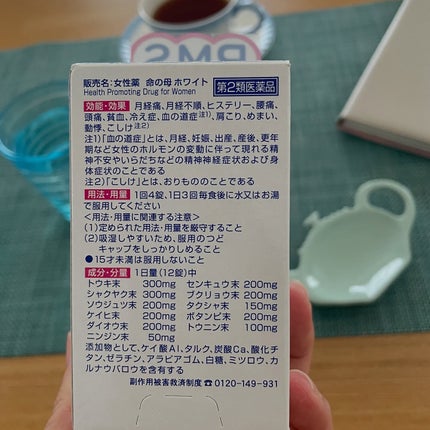 PMS
販売名：女性薬 命の母 ホワイト 第2類医薬品
Health Promoting Drug for Women
効能・効果 月経痛、月経不順、ヒステリー、腰痛、
頭痛、貧血、冷え症、血の道症注1)、肩こり、めまい、
動悸、こしけ注2)
注1)「血の道症」とは、月経、妊娠、出産、産後、更年
期など女性のホルモンの変動に伴って現れる精
神不安やいらだちなどの精神神経症状および身
体症状のことである
注2)「こしけ」とは、おりもののことである
用法・用量 1回4錠、1日3回毎食後に水又はお湯
で服用してください
<用法・用量に関連する注意>
(1)定められた用法・用量を厳守すること
(2)吸湿しやすいため、服用のつど
キャップをしっかりしめること
●15才未満は服用しないこと
成分・分量 1日量(12錠)中
トウキ末 300mg センキュウ末 200mg
シャクヤク末 300mg ブクリョウ末 200mg
ソウジュツ末 200mg タクシャ末 150mg
ケイヒ末 200mg ボタンピ末 200mg
ダイオウ末 200mg トウニン末 100mg
ニンジン末 50mg
添加物として、ケイ酸Al、タルク、炭酸Ca、酸化チ
タン、ゼラチン、アラビアゴム、白糖、ミツロウ、カ
ルナウバロウを含有する
副作用被害救済制度☎0120-149-931